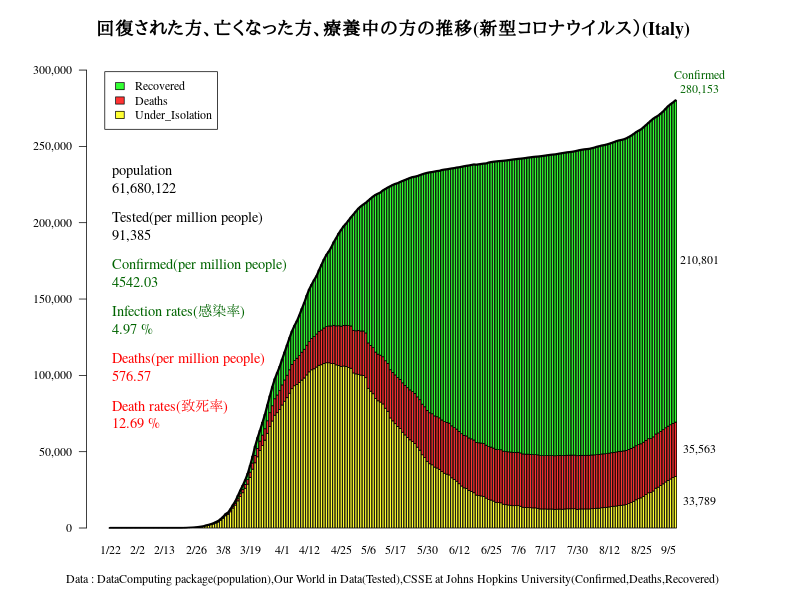 回復された方、亡くなった方、療養中の方の推移(新型コロナウイルス）(Italy)
Confirmed
280,153
300,000
250,000
200,000
150,000
100,000
50,000
0
Recovered
Deaths
Under_Isolation
population
61,680,122
Tested(per million people)
91,385
Confirmed(per million people)
4542.03
Infection rates(感染率)
4.97 %
Deaths(per million people)
576.57
Death rates(致死率)
12.69 %
210,801
35,563
33,789
1/22 2/2 2/13 2/26 3/8 3/19 4/1 4/12 4/25 5/6 5/17 5/30 6/12 6/25 7/6 7/17 7/30 8/12 8/25 9/5
Data : DataComputing package(population),Our World in Data(Tested),CSSE at Johns Hopkins University(Confirmed,Deaths,Recovered)